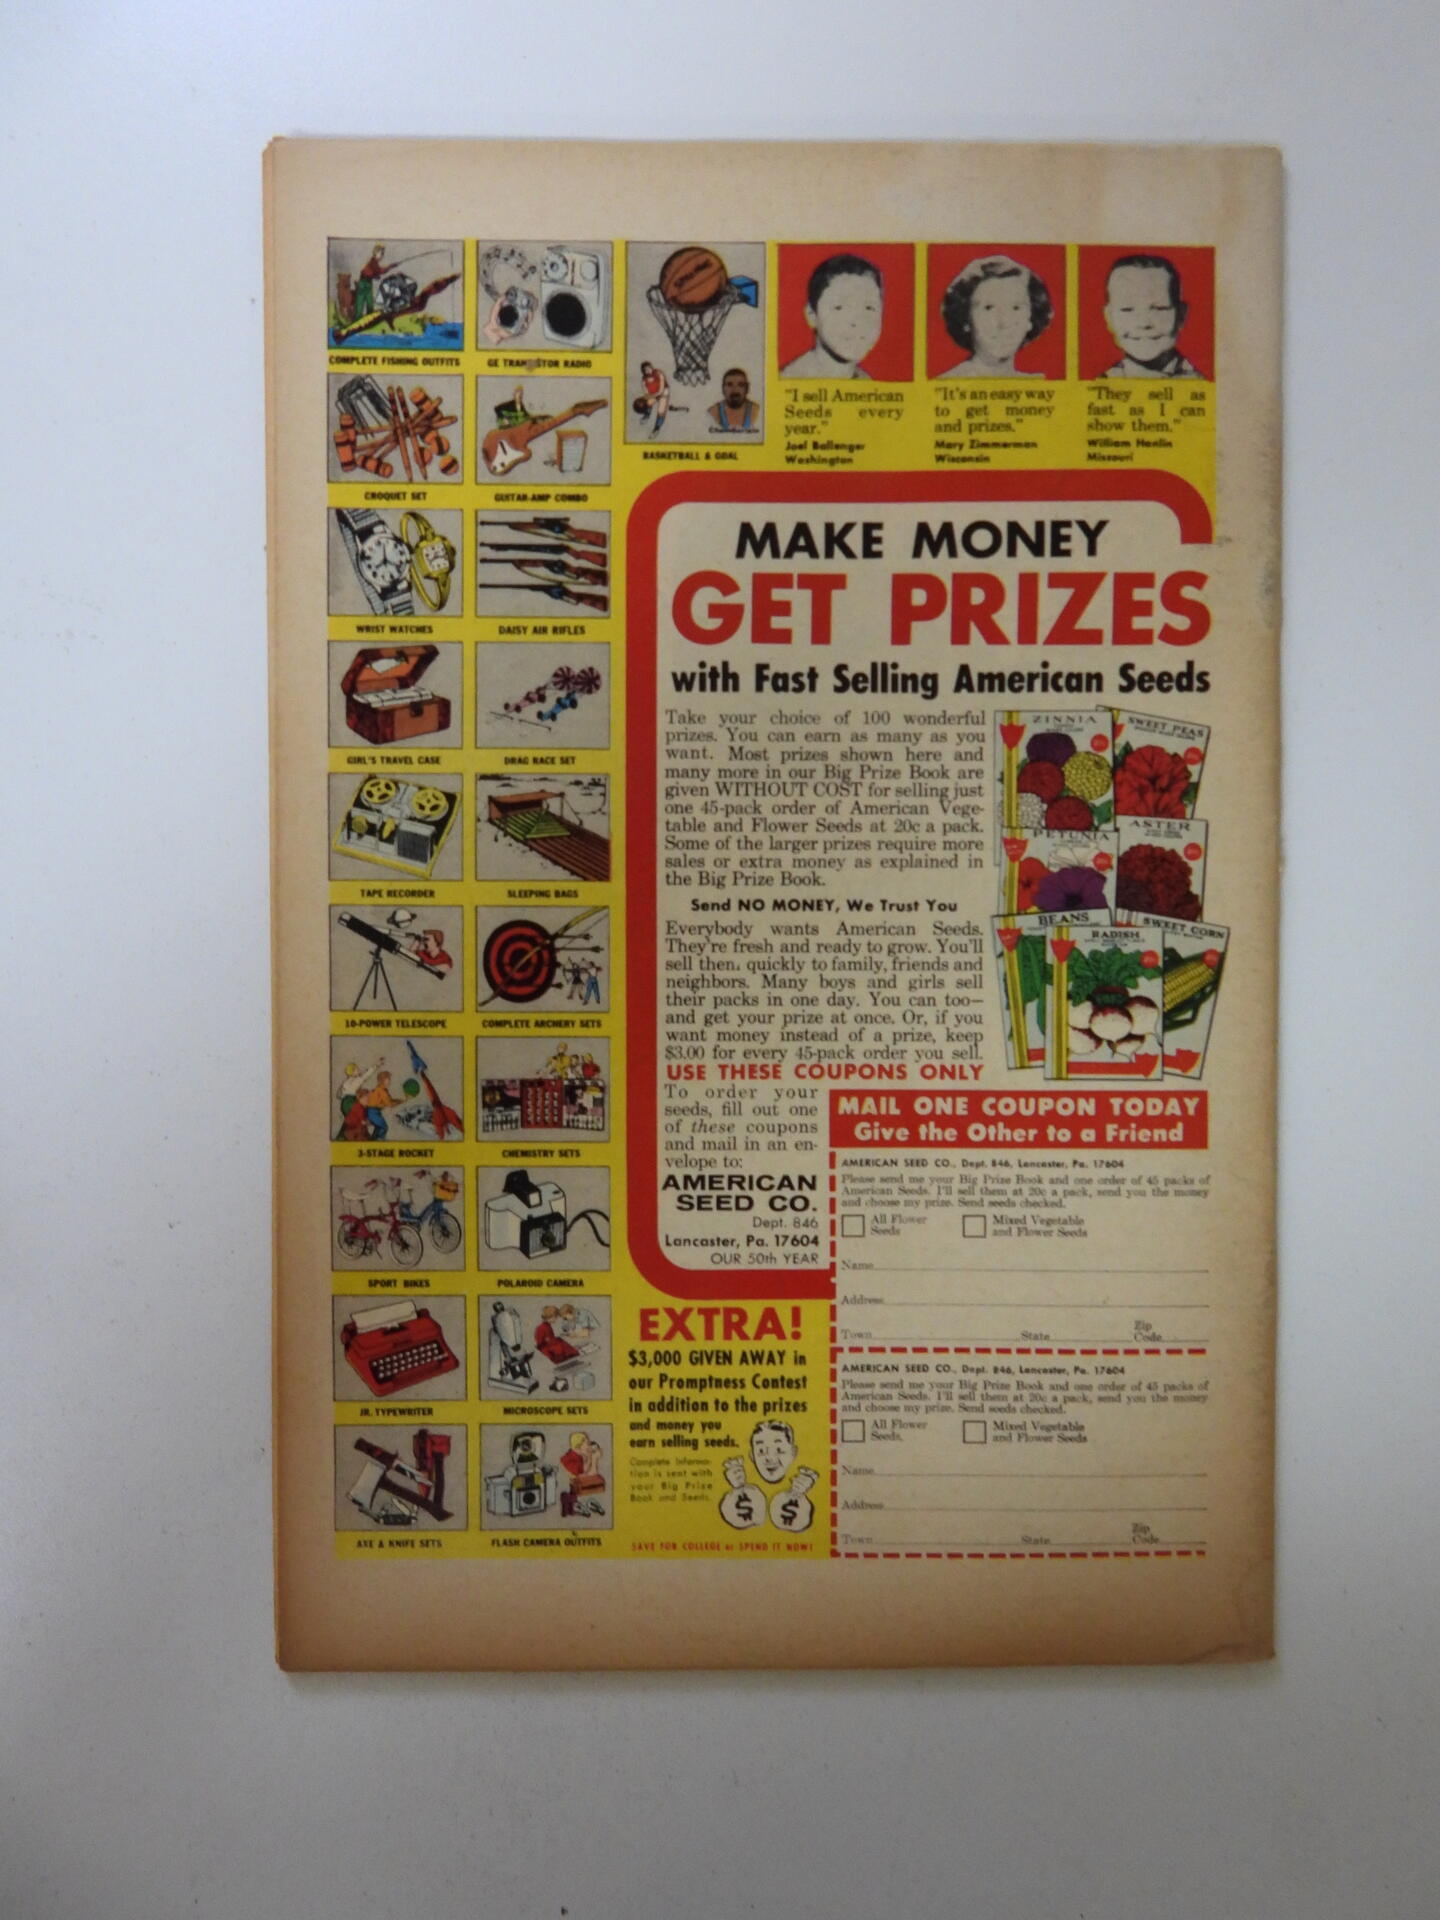 COMPLETE FISHING OUTFITS
GE TRANSISTOR RADIO
SPALDING
Barry
Chamberlain
BASKETBALL & GOAL
CROQUET SET
GUITAR-AMP COMBO
WRIST WATCHES
DAISY AIR RIFLES
GIRL'S TRAVEL CASE
DRAG RACE SET
TAPE RECORDER
SLEEPING BAGS
10-POWER TELESCOPE
COMPLETE ARCHERY SETS
3-STAGE ROCKET
CHEMISTRY SETS
SPORT BIKES
POLAROID CAMERA
JR. TYPEWRITER
MICROSCOPE SETS
AXE & KNIFE SETS
FLASH CAMERA OUTFITS
"I sell American
Seeds every
year."
Joel Ballenger
Washington
"It's an easy way
to get money
and prizes."
Mary Zimmerman
Wisconsin
"They sell as
fast as I can
show them."
William Hanlin
Missouri
MAKE MONEY
GET PRIZES
with Fast Selling American Seeds
Take your choice of 100 wonderful
prizes. You can earn as many as you
want. Most prizes shown here and
many more in our Big Prize Book are
given WITHOUT COST for selling just
one 45-pack order of American Vege-
table and Flower Seeds at 20c a pack.
Some of the larger prizes require more
sales or extra money as explained in
the Big Prize Book.
Send NO MONEY, We Trust You
Everybody wants American Seeds.
They're fresh and ready to grow. You'll
sell them quickly to family, friends and
neighbors. Many boys and girls sell
their packs in one day. You can too—
and get your prize at once. Or, if you
want money instead of a prize, keep
$3.00 for every 45-pack order you sell.
USE THESE COUPONS ONLY
To order your
seeds, fill out one
of these coupons
and mail in an en-
velope to:
AMERICAN
SEED CO.
Dept. 846
Lancaster, Pa. 17604
OUR 50th YEAR
ZINNIA
SWEET PEAS
PETUNIA
ASTER
BEANS
RADISH
SWEET CORN
MAIL ONE COUPON TODAY
Give the Other to a Friend
AMERICAN SEED CO., Dept. 846, Lancaster, Pa. 17604
Please send me your Big Prize Book and one order of 45 packs of
American Seeds. I'll sell them at 20c a pack, send you the money
and choose my prize. Send seeds checked.
All Flower
Seeds
Mixed Vegetable
and Flower Seeds
Name
Address
Town State Zip Code
AMERICAN SEED CO., Dept. 846, Lancaster, Pa. 17604
Please send me your Big Prize Book and one order of 45 packs of
American Seeds. I'll sell them at 20c a pack, send you the money
and choose my prize. Send seeds checked.
All Flower
Seeds.
Mixed Vegetable
and Flower Seeds
Name
Address
Town State Zip Code
EXTRA!
$3,000 GIVEN AWAY in
our Promptness Contest
in addition to the prizes
and money you
earn selling seeds.
Complete Informa-
tion is sent with
your Big Prize
Book and Seeds.
$ $
SAVE FOR COLLEGE or SPEND IT NOW!